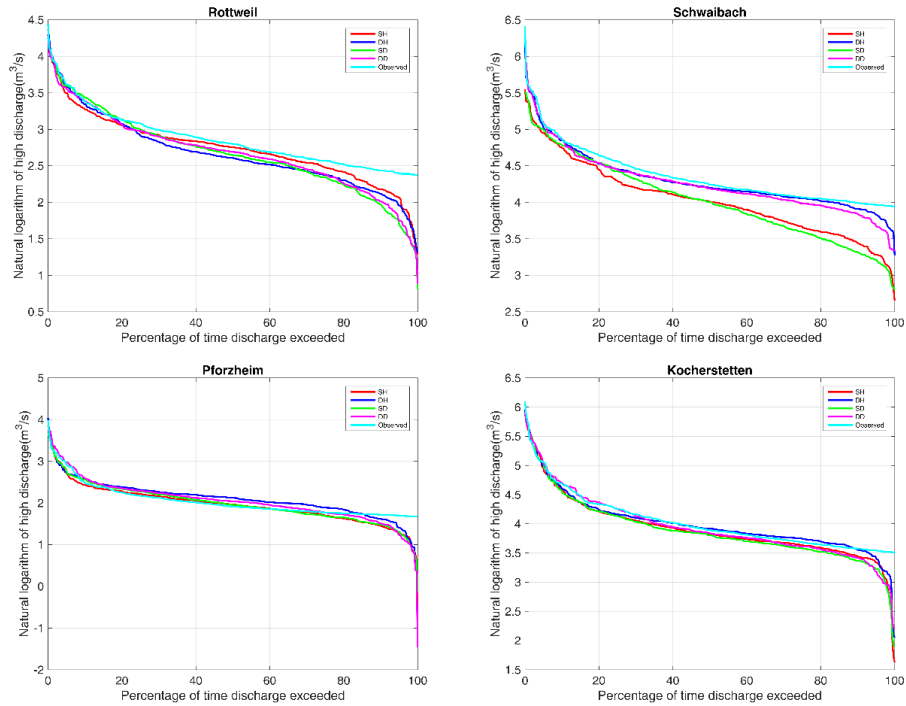 Rottweil
Natural logarithm of high discharge(m³/s)
4.5
4
3.5
3
2.5
2
1.5
1
0.5
0
20
40
60
80
100
Percentage of time discharge exceeded
SH
DH
SD
DD
Observed
Schwaibach
Natural logarithm of high discharge(m³/s)
6.5
6
5.5
5
4.5
4
3.5
3
2.5
0
20
40
60
80
100
Percentage of time discharge exceeded
SH
DH
SD
DD
Observed
Pforzheim
Natural logarithm of high discharge(m³/s)
5
4
3
2
1
0
-1
-2
0
20
40
60
80
100
Percentage of time discharge exceeded
SH
DH
SD
DD
Observed
Kocherstetten
Natural logarithm of high discharge(m³/s)
6.5
6
5.5
5
4.5
4
3.5
3
2.5
2
1.5
0
20
40
60
80
100
Percentage of time discharge exceeded
SH
DH
SD
DD
Observed